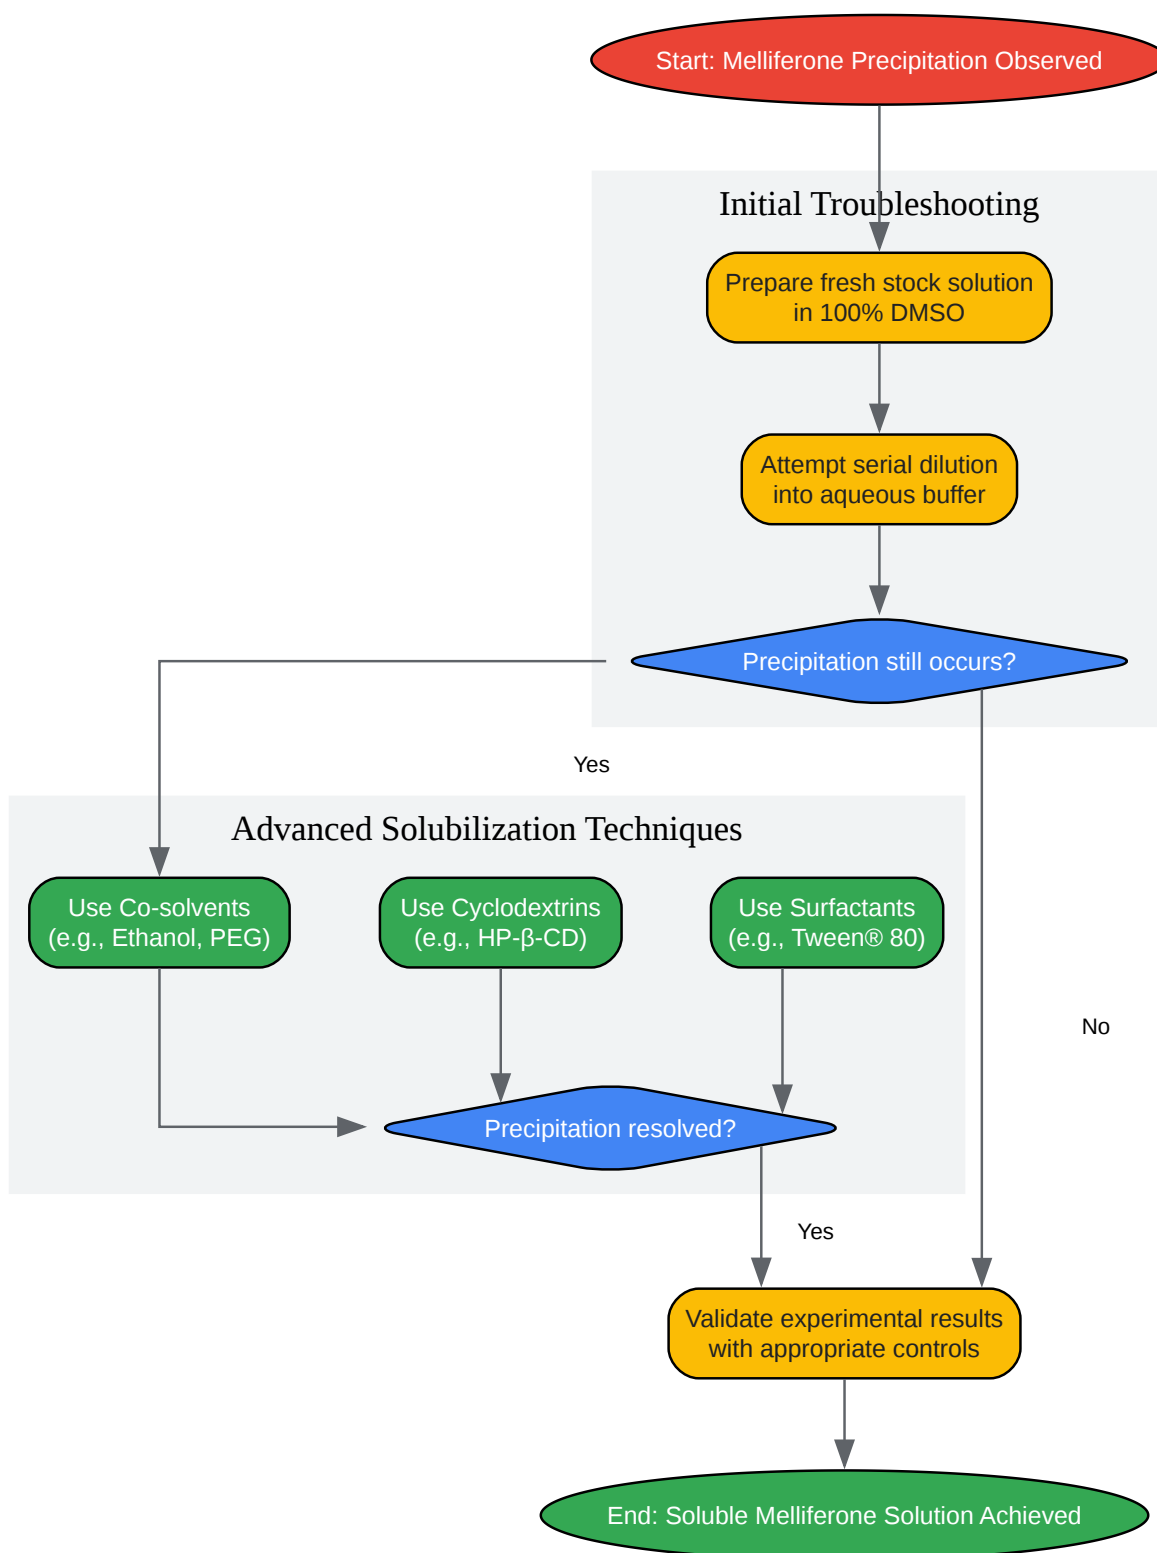 Start: Melliferone Precipitation Observed
Initial Troubleshooting
Prepare fresh stock solution
in 100% DMSO
Attempt serial dilution
into aqueous buffer
Precipitation still occurs?
Yes
Advanced Solubilization Techniques
Use Co-solvents
(e.g., Ethanol, PEG)
Use Cyclodextrins
(e.g., HP-β-CD)
Use Surfactants
(e.g., Tween® 80)
No
Precipitation resolved?
Yes
Validate experimental results
with appropriate controls
End: Soluble Melliferone Solution Achieved